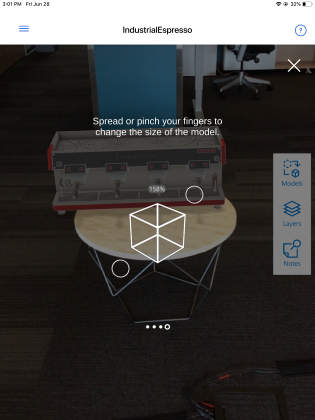 3:01 PM Fri Jun 28
32%
IndustrialEspresso
?
Spread or pinch your fingers to
change the size of the model.
158%
Models
Layers
Notes